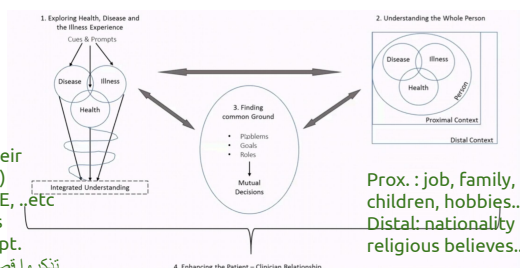 1. Exploring Health, Disease and
the Illness Experience
Cues & Prompts
Disease
Illness
Health
Integrated Understanding
2. Understanding the Whole Person
Disease
Illness
Health
Person
Proximal Context
Distal Context
3. Finding
common Ground
• Problems
• Goals
• Roles
Mutual
Decisions
eir
)
E, ..etc
s
pt.
Prox. : job, family,
children, hobbies..
Distal: nationality
religious believes..
4. Enhancing the Patient – Clinician Relationship